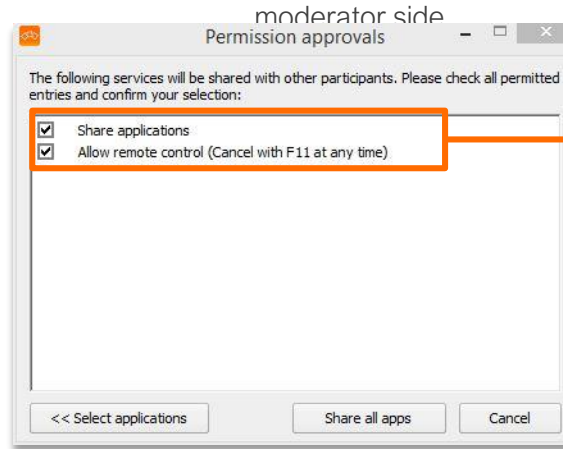 moderator side
Permission approvals
The following services will be shared with other participants. Please check all permitted
entries and confirm your selection:
Share applications
Allow remote control (Cancel with F11 at any time)
<< Select applications Share all apps Cancel